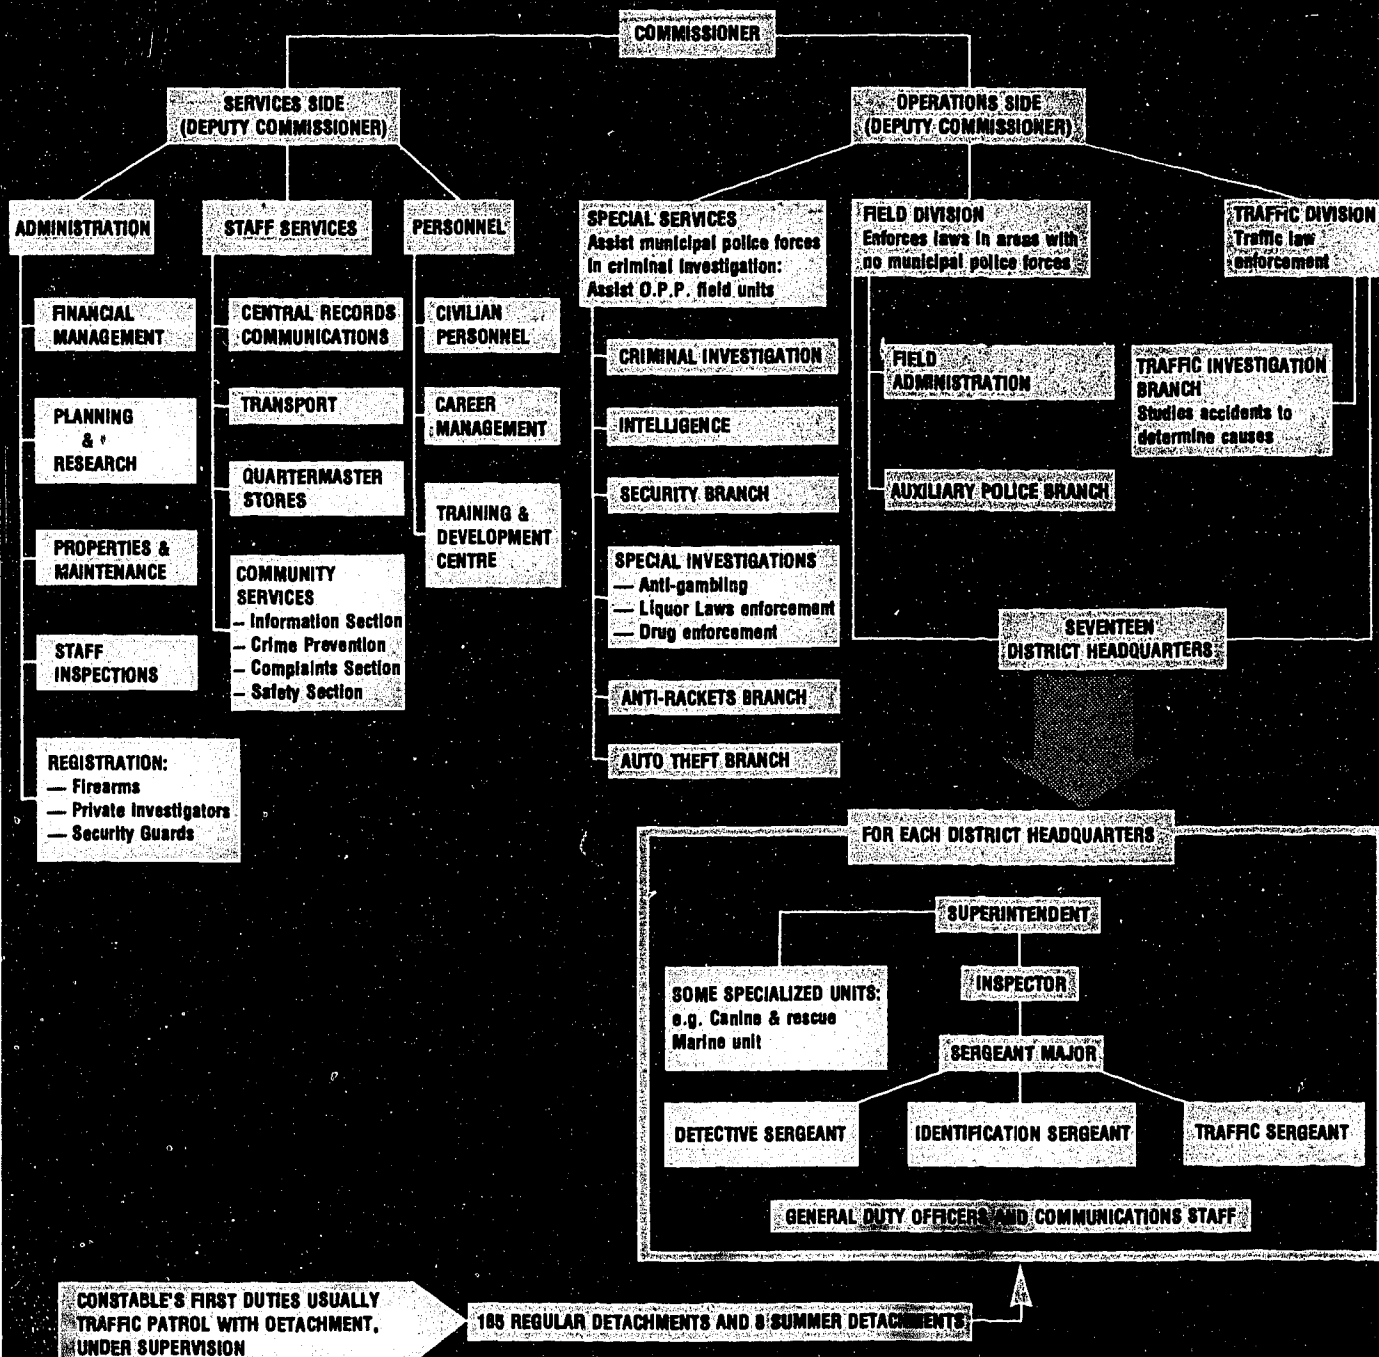 COMMISSIONER
SERVICES SIDE
(DEPUTY COMMISSIONER)
OPERATIONS SIDE
(DEPUTY COMMISSIONER)
ADMINISTRATION
FINANCIAL
MANAGEMENT
PLANNING
&
RESEARCH
PROPERTIES &
MAINTENANCE
STAFF
INSPECTIONS
REGISTRATION:
— Firearms
— Private Investigators
— Security Guards
STAFF SERVICES
CENTRAL RECORDS
COMMUNICATIONS
TRANSPORT
QUARTERMASTER
STORES
COMMUNITY
SERVICES
– Information Section
– Crime Prevention
– Complaints Section
– Safety Section
PERSONNEL
CIVILIAN
PERSONNEL
CAREER
MANAGEMENT
TRAINING &
DEVELOPMENT
CENTRE
SPECIAL SERVICES
Assist municipal police forces
in criminal investigation:
Assist O.P.P. field units
CRIMINAL INVESTIGATION
INTELLIGENCE
SECURITY BRANCH
SPECIAL INVESTIGATIONS
— Anti-gambling
— Liquor Laws enforcement
— Drug enforcement
ANTI-RACKETS BRANCH
AUTO THEFT BRANCH
FIELD DIVISION
Enforces laws in areas with
no municipal police forces
FIELD
ADMINISTRATION
AUXILIARY POLICE BRANCH
TRAFFIC DIVISION
Traffic law
enforcement
TRAFFIC INVESTIGATION
BRANCH
Studies accidents to
determine causes
SEVENTEEN
DISTRICT HEADQUARTERS
FOR EACH DISTRICT HEADQUARTERS
SUPERINTENDENT
SOME SPECIALIZED UNITS:
e.g. Canine & rescue
Marine unit
INSPECTOR
SERGEANT MAJOR
DETECTIVE SERGEANT
IDENTIFICATION SERGEANT
TRAFFIC SERGEANT
GENERAL DUTY OFFICERS AND COMMUNICATIONS STAFF
CONSTABLE'S FIRST DUTIES USUALLY
TRAFFIC PATROL WITH DETACHMENT,
UNDER SUPERVISION
185 REGULAR DETACHMENTS AND 8 SUMMER DETACHMENTS